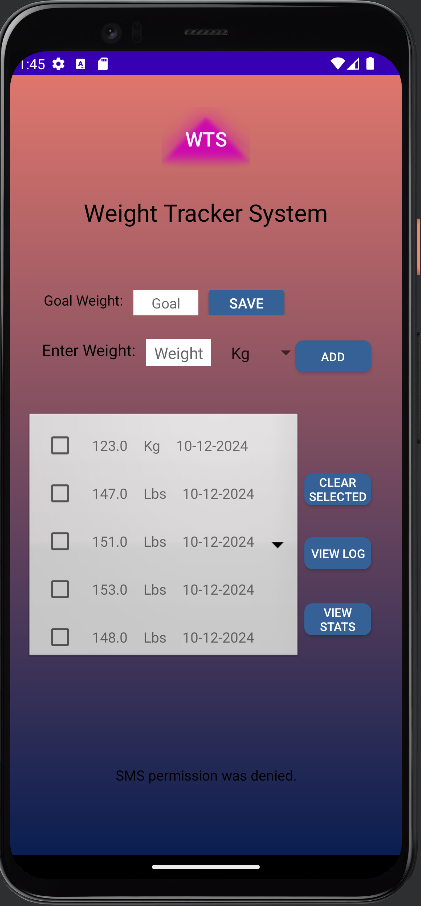 1:45
WTS
Weight Tracker System
Goal Weight: Goal SAVE
Enter Weight: Weight Kg ADD
123.0 Kg 10-12-2024
147.0 Lbs 10-12-2024
CLEAR
SELECTED
151.0 Lbs 10-12-2024
VIEW LOG
153.0 Lbs 10-12-2024
148.0 Lbs 10-12-2024
VIEW
STATS
SMS permission was denied.